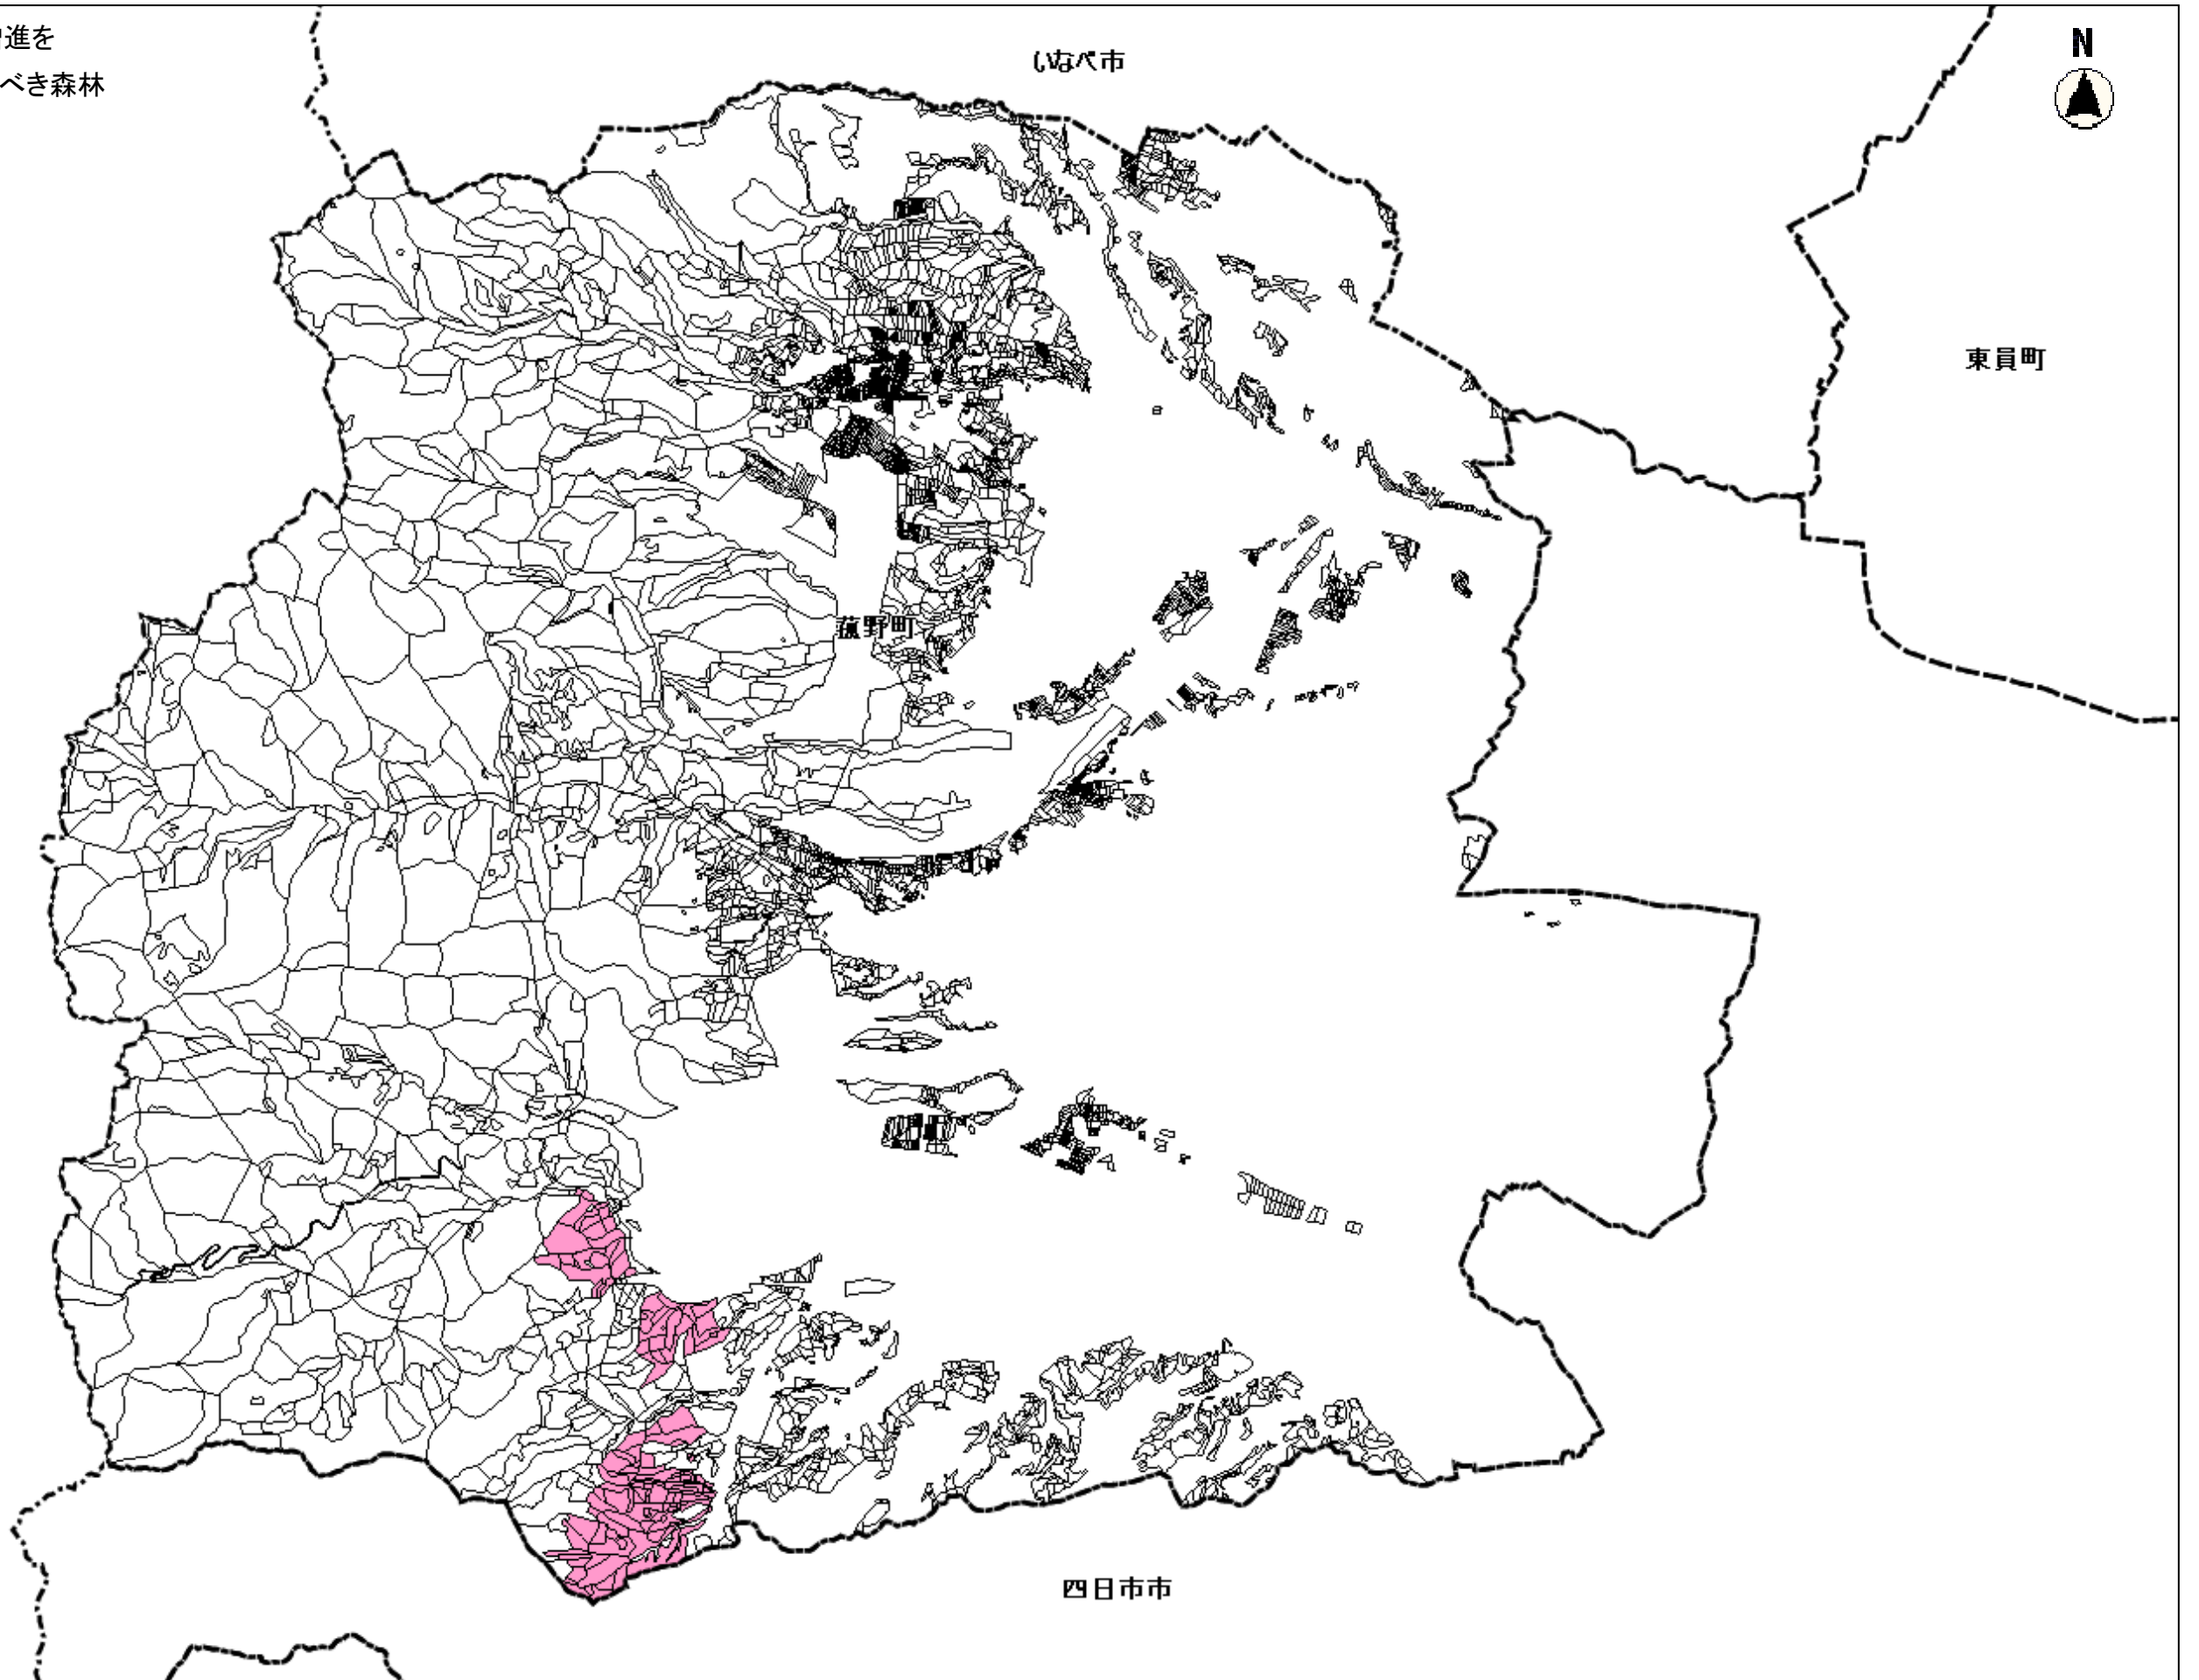 進を
べき森林
いなべ市
N
東員町
菰野町
四日市市